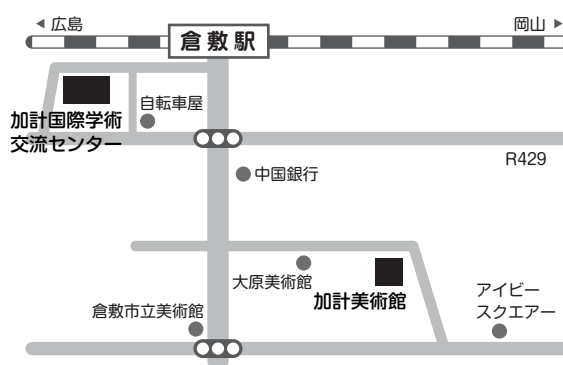 ◀ 広島
岡山 ▶
倉敷駅
自転車屋
加計国際学術
交流センター
R429
中国銀行
大原美術館
加計美術館
アイビー
スクエアー
倉敷市立美術館